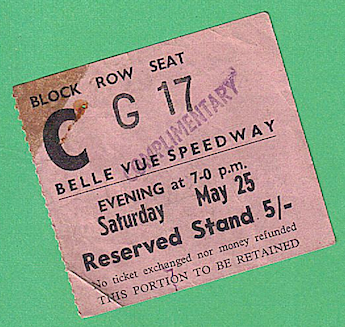 BLOCK ROW SEAT
C G 17
COMPLIMENTARY
BELLE VUE SPEEDWAY
EVENING at 7-0 p.m.
Saturday May 25
Reserved Stand 5/-
No ticket exchanged nor money refunded
THIS PORTION TO BE RETAINED